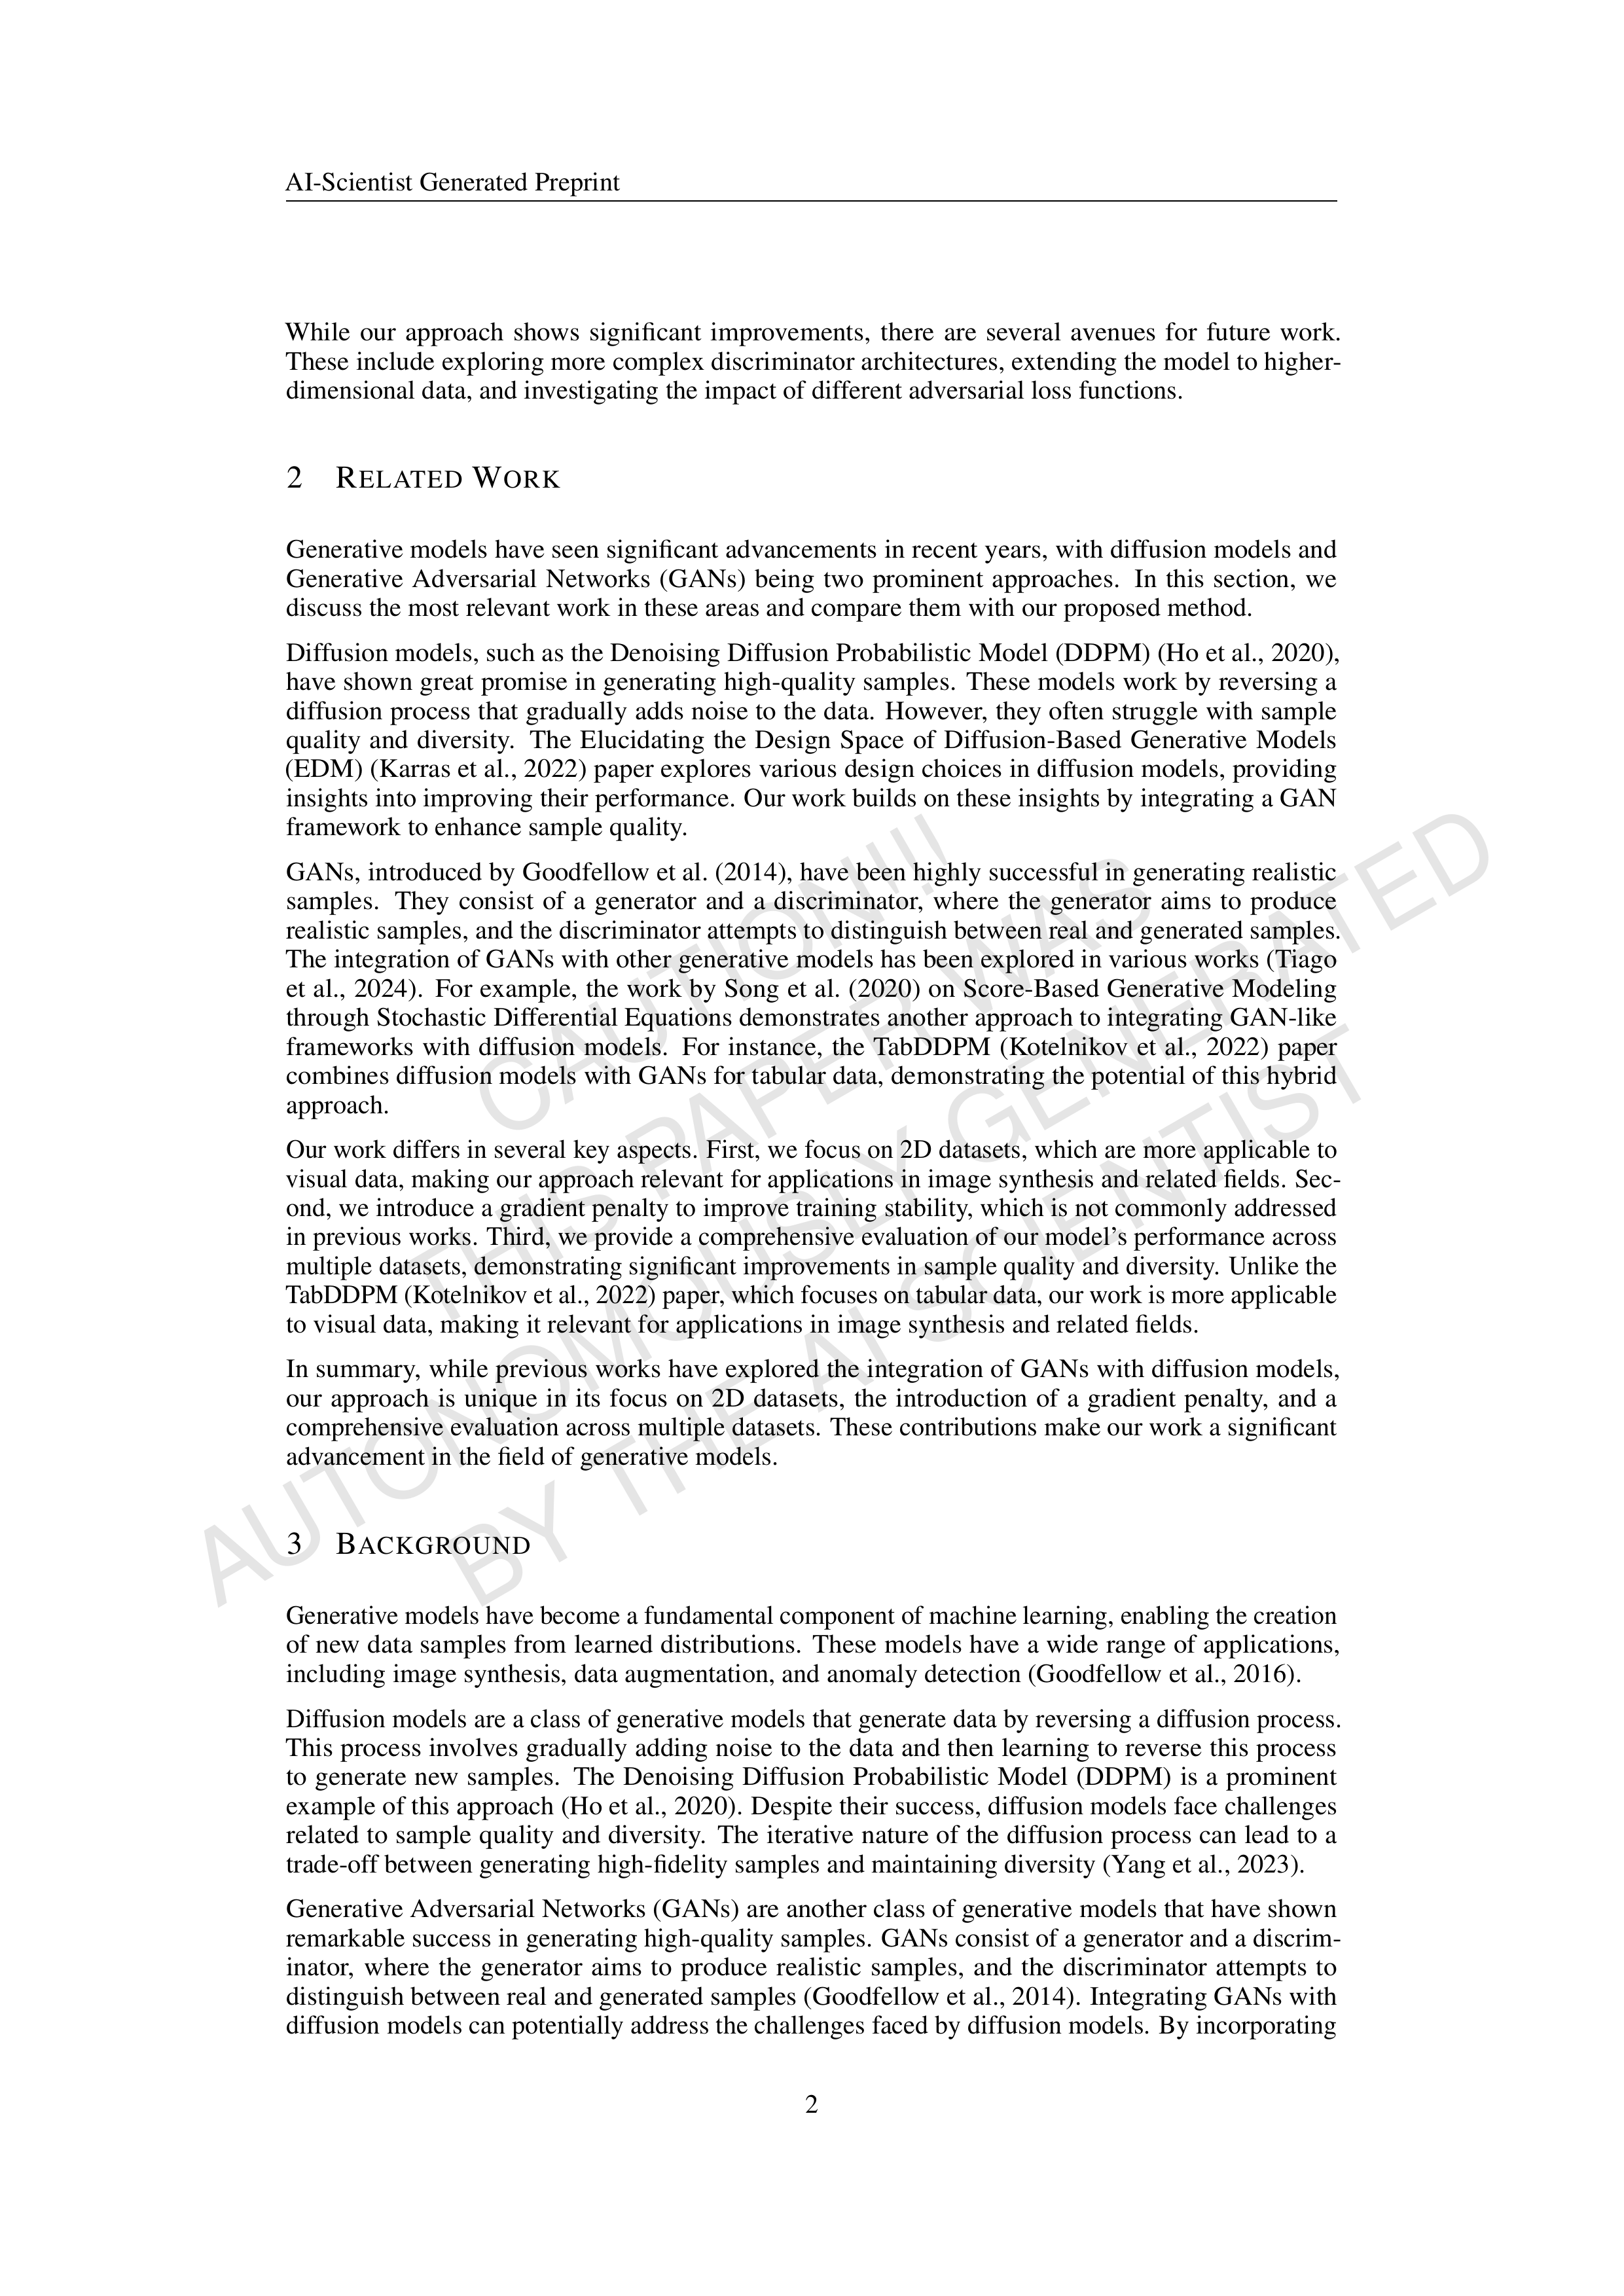 AI-Scientist Generated Preprint
While our approach shows significant improvements, there are several avenues for future work.
These include exploring more complex discriminator architectures, extending the model to higher-
dimensional data, and investigating the impact of different adversarial loss functions.
2 RELATED WORK
Generative models have seen significant advancements in recent years, with diffusion models and
Generative Adversarial Networks (GANs) being two prominent approaches. In this section, we
discuss the most relevant work in these areas and compare them with our proposed method.
Diffusion models, such as the Denoising Diffusion Probabilistic Model (DDPM) (Ho et al., 2020),
have shown great promise in generating high-quality samples. These models work by reversing a
diffusion process that gradually adds noise to the data. However, they often struggle with sample
quality and diversity. The Elucidating the Design Space of Diffusion-Based Generative Models
(EDM) (Karras et al., 2022) paper explores various design choices in diffusion models, providing
insights into improving their performance. Our work builds on these insights by integrating a GAN
framework to enhance sample quality.
GANs, introduced by Goodfellow et al. (2014), have been highly successful in generating realistic
samples. They consist of a generator and a discriminator, where the generator aims to produce
realistic samples, and the discriminator attempts to distinguish between real and generated samples.
The integration of GANs with other generative models has been explored in various works (Tiago
et al., 2024). For example, the work by Song et al. (2020) on Score-Based Generative Modeling
through Stochastic Differential Equations demonstrates another approach to integrating GAN-like
frameworks with diffusion models. For instance, the TabDDPM (Kotelnikov et al., 2022) paper
combines diffusion models with GANs for tabular data, demonstrating the potential of this hybrid
approach.
Our work differs in several key aspects. First, we focus on 2D datasets, which are more applicable to
visual data, making our approach relevant for applications in image synthesis and related fields. Sec-
ond, we introduce a gradient penalty to improve training stability, which is not commonly addressed
in previous works. Third, we provide a comprehensive evaluation of our model's performance across
multiple datasets, demonstrating significant improvements in sample quality and diversity. Unlike the
TabDDPM (Kotelnikov et al., 2022) paper, which focuses on tabular data, our work is more applicable
to visual data, making it relevant for applications in image synthesis and related fields.
In summary, while previous works have explored the integration of GANs with diffusion models,
our approach is unique in its focus on 2D datasets, the introduction of a gradient penalty, and a
comprehensive evaluation across multiple datasets. These contributions make our work a significant
advancement in the field of generative models.
3 BACKGROUND
Generative models have become a fundamental component of machine learning, enabling the creation
of new data samples from learned distributions. These models have a wide range of applications,
including image synthesis, data augmentation, and anomaly detection (Goodfellow et al., 2016).
Diffusion models are a class of generative models that generate data by reversing a diffusion process.
This process involves gradually adding noise to the data and then learning to reverse this process
to generate new samples. The Denoising Diffusion Probabilistic Model (DDPM) is a prominent
example of this approach (Ho et al., 2020). Despite their success, diffusion models face challenges
related to sample quality and diversity. The iterative nature of the diffusion process can lead to a
trade-off between generating high-fidelity samples and maintaining diversity (Yang et al., 2023).
Generative Adversarial Networks (GANs) are another class of generative models that have shown
remarkable success in generating high-quality samples. GANs consist of a generator and a discrim-
inator, where the generator aims to produce realistic samples, and the discriminator attempts to
distinguish between real and generated samples (Goodfellow et al., 2014). Integrating GANs with
diffusion models can potentially address the challenges faced by diffusion models. By incorporating
2
CAUTION!!!
THIS PAPER WAS
AUTONOMOUSLY GENERATED
BY THE AI SCIENTIST